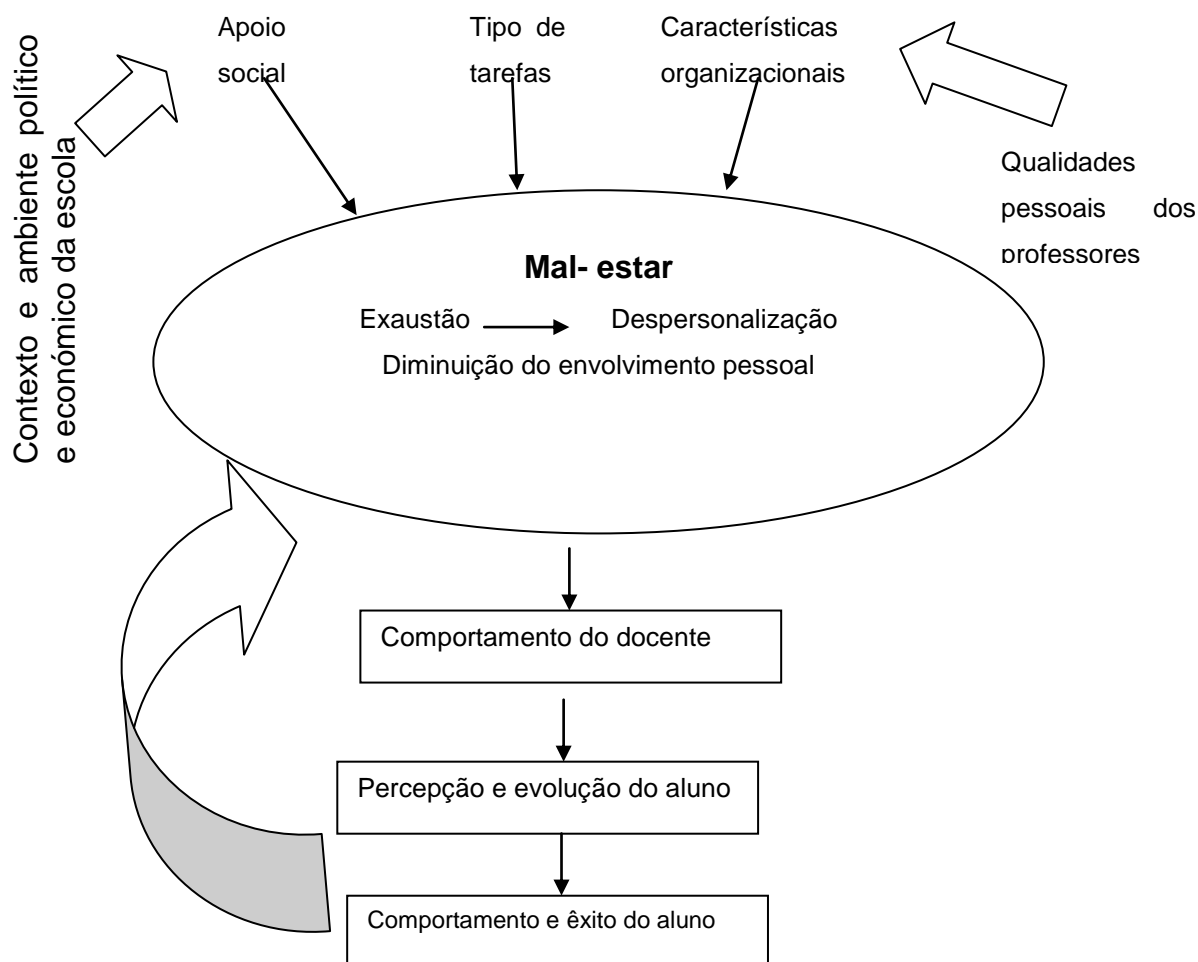 Contexto e ambiente político
e económico da escola
Apoio
social
Tipo de
tarefas
Características
organizacionais
Qualidades
pessoais dos
professores
Mal- estar
Exaustão Despersonalização
Diminuição do envolvimento pessoal
Comportamento do docente
Percepção e evolução do aluno
Comportamento e êxito do aluno